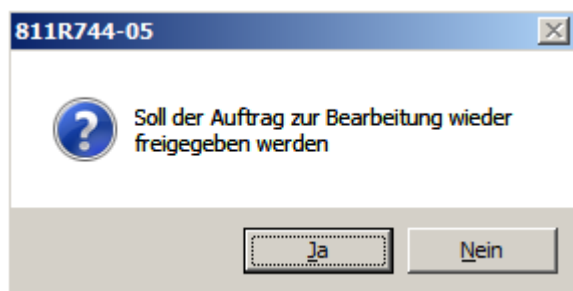 811R744-05
Soll der Auftrag zur Bearbeitung wieder
freigegeben werden
Ja
Nein